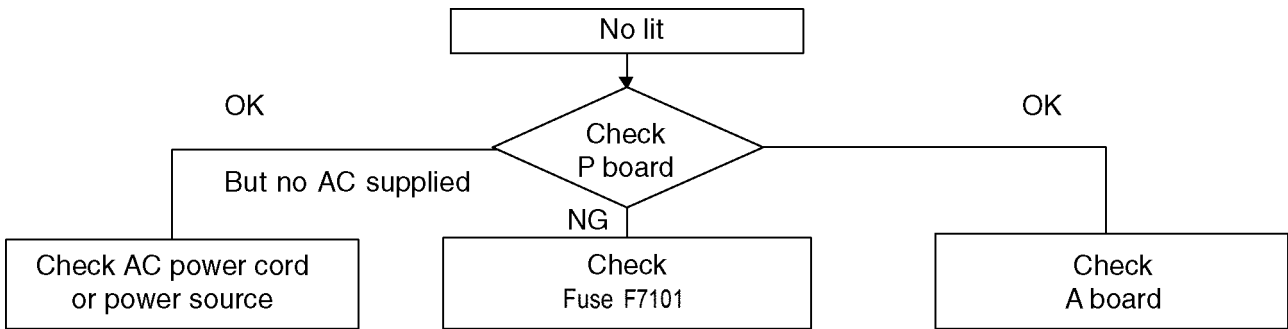 No lit
OK
OK
Check
P board
But no AC supplied
NG
Check AC power cord
or power source
Check
Fuse F7101
Check
A board